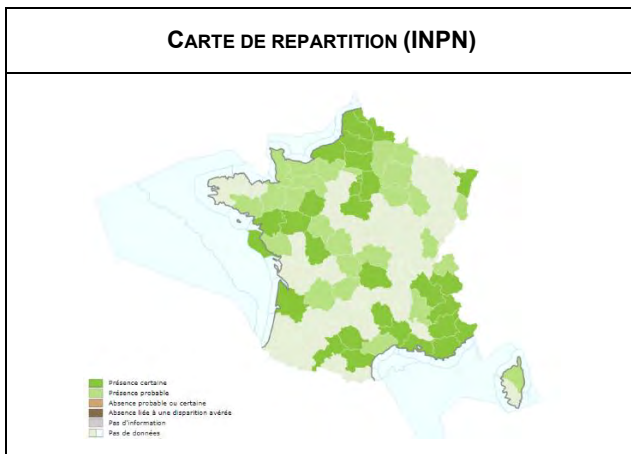 CARTE DE REPARTITION (INPN)
Présence certaine
Présence probable
Absence probable ou certaine
Absence liée à une disparition avérée
Pas d'information
Pas de données